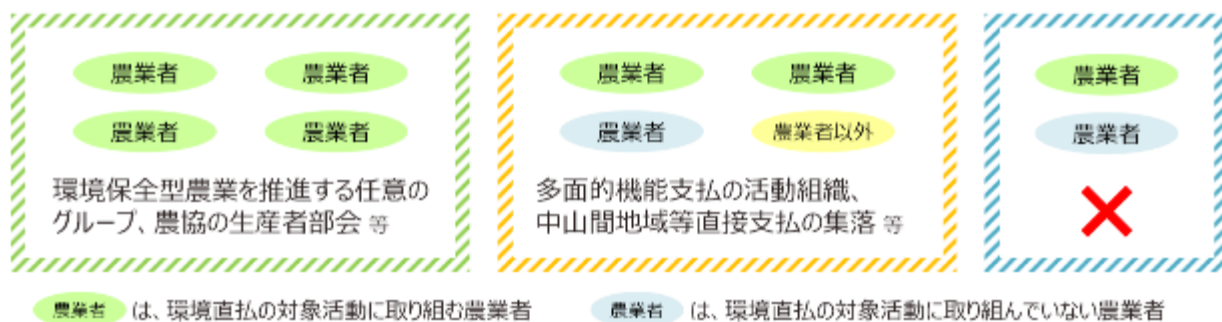 農業者 農業者
農業者 農業者
環境保全型農業を推進する任意の
グループ、農協の生産者部会 等
農業者 農業者
農業者 農業者以外
多面的機能支払の活動組織、
中山間地域等直接支払の集落 等
農業者
農業者
農業者 は、環境直払の対象活動に取り組む農業者
農業者 は、環境直払の対象活動に取り組んでいない農業者